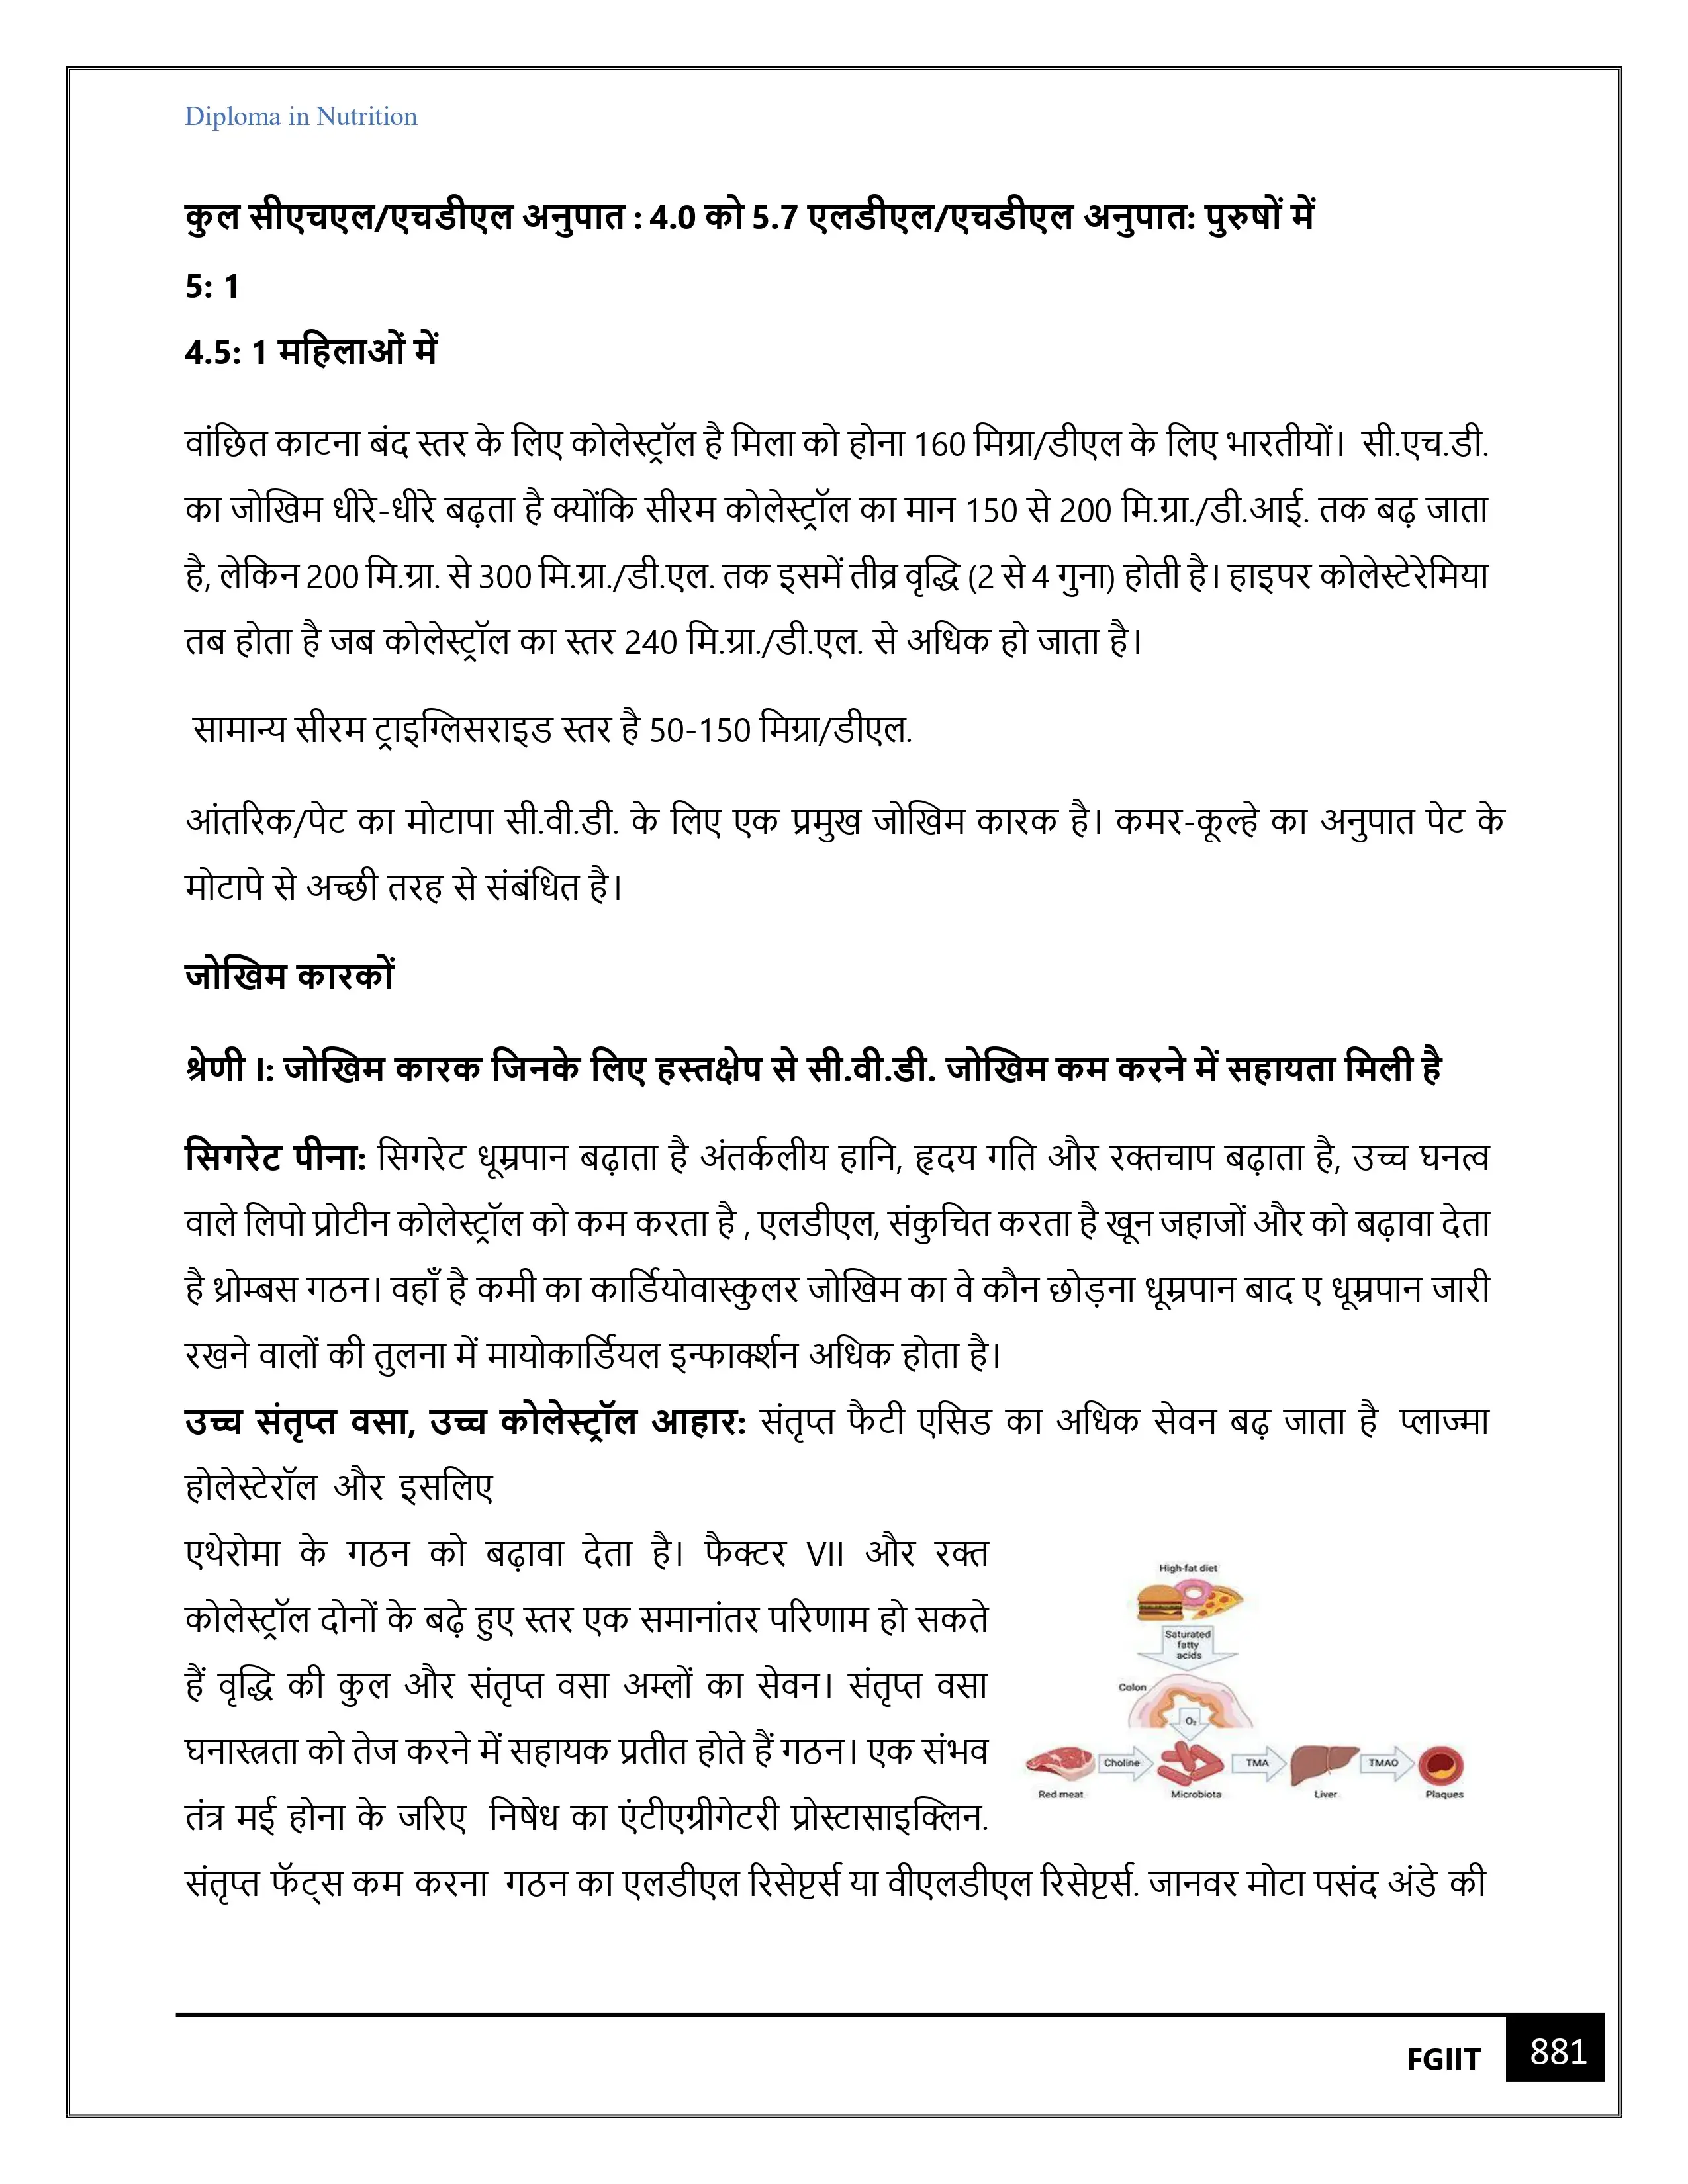 Diploma in Nutrition
कुल सीएचएल/एचडीएल अनुपात : 4.0 को 5.7 एलडीएल/एचडीएल अनुपात: पुरुषों में
5: 1
4.5: 1 महिलाओं में
वांछित काटना बंद स्तर के लिए कोलेस्ट्रॉल है मिला को होना 160 मिग्रा/डीएल के लिए भारतीयों। सी.एच.डी.
का जोखिम धीरे-धीरे बढ़ता है क्योंकि सीरम कोलेस्ट्रॉल का मान 150 से 200 मि.ग्रा./डी.आई. तक बढ़ जाता
है, लेकिन 200 मि.ग्रा. से 300 मि.ग्रा./डी.एल. तक इसमें तीव्र वृद्धि (2 से 4 गुना) होती है। हाइपर कोलेस्टेरेमिया
तब होता है जब कोलेस्ट्रॉल का स्तर 240 मि.ग्रा./डी.एल. से अधिक हो जाता है।
सामान्य सीरम ट्राइग्लिसराइड स्तर है 50-150 मिग्रा/डीएल.
आंतरिक/पेट का मोटापा सी.वी.डी. के लिए एक प्रमुख जोखिम कारक है। कमर-कूल्हे का अनुपात पेट के
मोटापे से अच्छी तरह से संबंधित है।
जोखिम कारकों
श्रेणी I: जोखिम कारक जिनके लिए हस्तक्षेप से सी.वी.डी. जोखिम कम करने में सहायता मिली है
सिगरेट पीना: सिगरेट धूम्रपान बढ़ाता है अंतर्कलीय हानि, हृदय गति और रक्तचाप बढ़ाता है, उच्च घनत्व
वाले लिपो प्रोटीन कोलेस्ट्रॉल को कम करता है , एलडीएल, संकुचित करता है खून जहाजों और को बढ़ावा देता
है थ्रोम्बस गठन। वहाँ है कमी का कार्डियोवास्कुलर जोखिम का वे कौन छोड़ना धूम्रपान बाद ए धूम्रपान जारी
रखने वालों की तुलना में मायोकार्डियल इन्फार्क्शन अधिक होता है।
उच्च संतृप्त वसा, उच्च कोलेस्ट्रॉल आहार: संतृप्त फैटी एसिड का अधिक सेवन बढ़ जाता है प्लाज्मा
होलेस्टेरॉल और इसलिए
एथेरोमा के गठन को बढ़ावा देता है। फैक्टर VII और रक्त
कोलेस्ट्रॉल दोनों के बढ़े हुए स्तर एक समानांतर परिणाम हो सकते
हैं वृद्धि की कुल और संतृप्त वसा अम्लों का सेवन। संतृप्त वसा
घनास्त्रता को तेज करने में सहायक प्रतीत होते हैं गठन। एक संभव
तंत्र मई होना के जरिए निषेध का एंटीएग्रीगेटरी प्रोस्टासाइक्लिन.
संतृप्त फॅट्स कम करना गठन का एलडीएल रिसेप्टर्स या वीएलडीएल रिसेप्टर्स. जानवर मोटा पसंद अंडे की
High-fat diet
Saturated
fatty
acids
Colon
O₂
Choline
TMA
TMAO
Red meat
Microbiota
Liver
Plaques
FGIIT
881